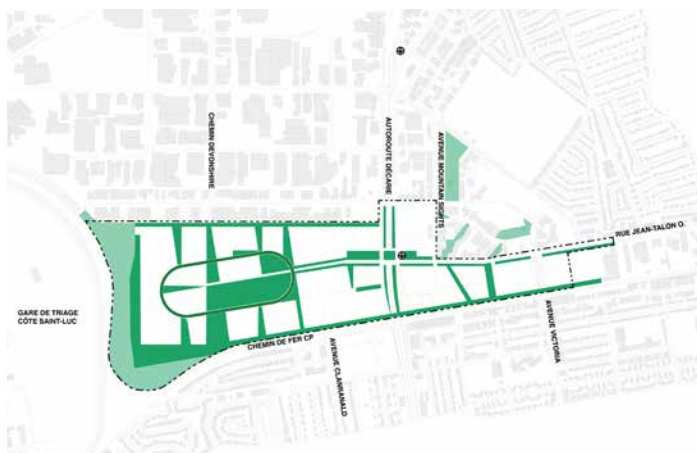 CHEMIN DEVONSHIRE
AUTOROUTE DÉCARIE
AVENUE MOUNTAIN SIGHTS
RUE JEAN-TALON O.
GARE DE TRIAGE
CÔTE SAINT-LUC
CHEMIN DE FER CP
AVENUE CLANRANALD
AVENUE VICTORIA